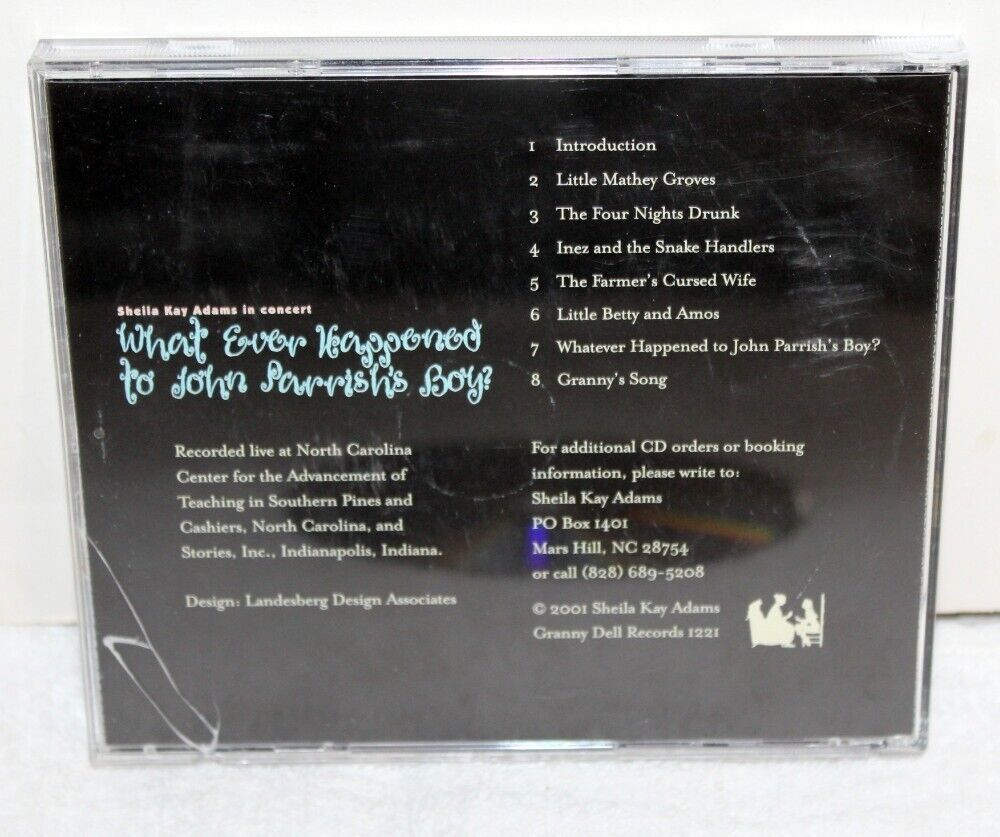 1 Introduction
2 Little Mathey Groves
3 The Four Nights Drunk
4 Inez and the Snake Handlers
5 The Farmer's Cursed Wife
6 Little Betty and Amos
7 Whatever Happened to John Parrish's Boy?
8 Granny's Song
Sheila Kay Adams in concert
What Ever Happened
to John Parrish's Boy?
Recorded live at North Carolina
Center for the Advancement of
Teaching in Southern Pines and
Cashiers, North Carolina, and
Stories, Inc., Indianapolis, Indiana.
Design: Landesberg Design Associates
For additional CD orders or booking
information, please write to:
Sheila Kay Adams
PO Box 1401
Mars Hill, NC 28754
or call (828) 689-5208
© 2001 Sheila Kay Adams
Granny Dell Records 1221